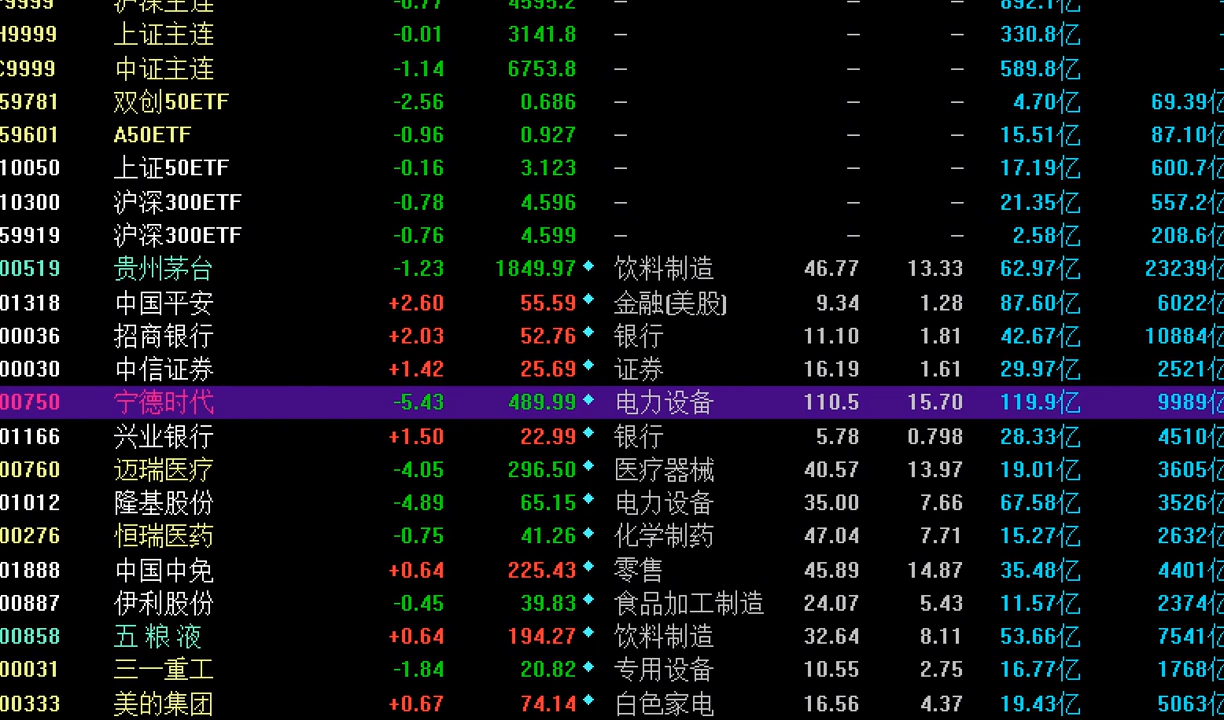 9999 沪深主连 -0.77 4595.2 892.1亿
H9999 上证主连 -0.01 3141.8 – – – 330.8亿 -
C9999 中证主连 -1.14 6753.8 – – – 589.8亿
59781 双创50ETF -2.56 0.686 – – – 4.70亿 69.39亿
59601 A50ETF -0.96 0.927 – – – 15.51亿 87.10亿
10050 上证50ETF -0.16 3.123 – – – 17.19亿 600.7亿
10300 沪深300ETF -0.78 4.596 – – – 21.35亿 557.2亿
59919 沪深300ETF -0.76 4.599 – – – 2.58亿 208.6亿
00519 贵州茅台 -1.23 1849.97 饮料制造 46.77 13.33 62.97亿 23239亿
01318 中国平安 +2.60 55.59 金融(美股) 9.34 1.28 87.60亿 6022亿
00036 招商银行 +2.03 52.76 银行 11.10 1.81 42.67亿 10884亿
00030 中信证券 +1.42 25.69 证券 16.19 1.61 29.97亿 2521亿
00750 宁德时代 -5.43 489.99 电力设备 110.5 15.70 119.9亿 9989亿
01166 兴业银行 +1.50 22.99 银行 5.78 0.798 28.33亿 4510亿
00760 迈瑞医疗 -4.05 296.50 医疗器械 40.57 13.97 19.01亿 3605亿
01012 隆基股份 -4.89 65.15 电力设备 35.00 7.66 67.58亿 3526亿
00276 恒瑞医药 -0.75 41.26 化学制药 47.04 7.71 15.27亿 2632亿
01888 中国中免 +0.64 225.43 零售 45.89 14.87 35.48亿 4401亿
00887 伊利股份 -0.45 39.83 食品加工制造 24.07 5.43 11.57亿 2374亿
00858 五 粮 液 +0.64 194.27 饮料制造 32.64 8.11 53.66亿 7541亿
00031 三一重工 -1.84 20.82 专用设备 10.55 2.75 16.77亿 1768亿
00333 美的集团 +0.67 74.14 白色家电 16.56 4.37 19.43亿 5063亿